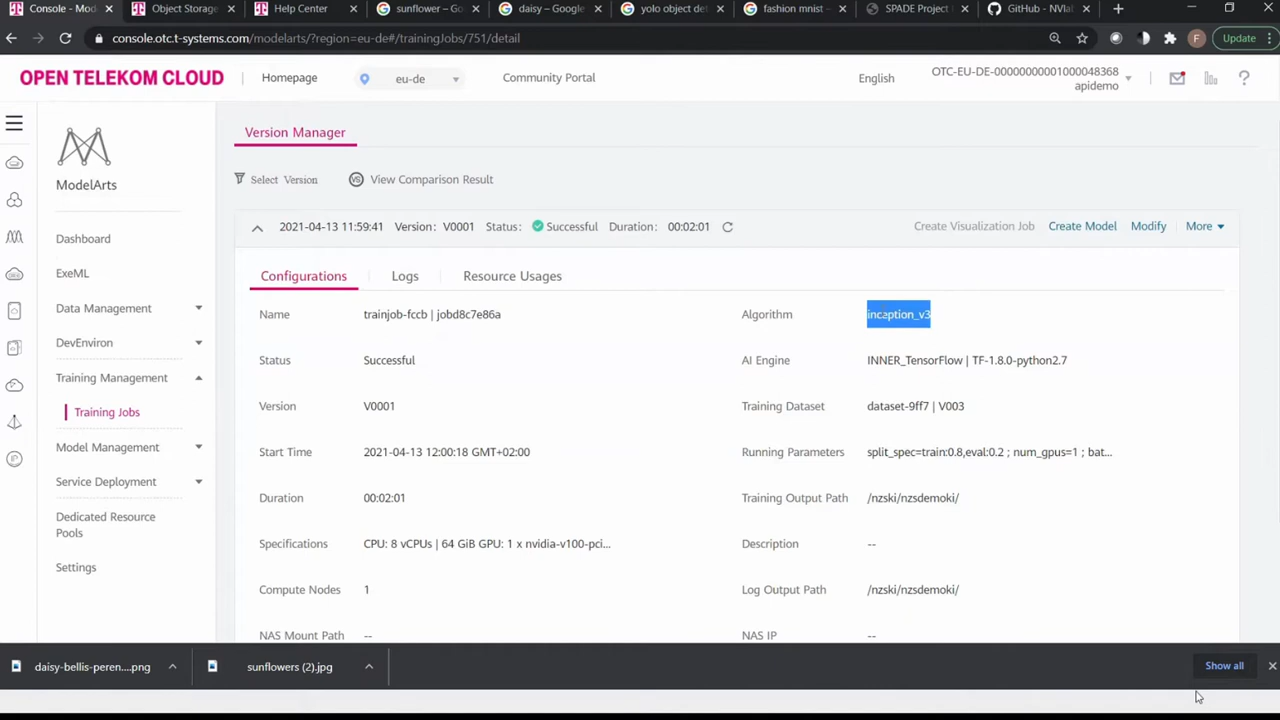 Console - Mod
Object Storage
Help Center
sunflower – Go
daisy – Google
yolo object det
fashion mnist –
SPADE Project
GitHub - NVlab
console.otc.t-systems.com/modelarts/?region=eu-de#/trainingJobs/751/detail
F
Update
OPEN TELEKOM CLOUD
Homepage
eu-de
Community Portal
English
OTC-EU-DE-00000000001000048368
apidemo
ModelArts
Dashboard
ExeML
Data Management
DevEnviron
Training Management
Training Jobs
Model Management
Service Deployment
Dedicated Resource
Pools
Settings
Version Manager
Select Version
View Comparison Result
2021-04-13 11:59:41 Version: V0001 Status: Successful Duration: 00:02:01
Create Visualization Job Create Model Modify More
Configurations Logs Resource Usages
Name trainjob-fccb | jobd8c7e86a
Algorithm inception_v3
Status Successful
AI Engine INNER_TensorFlow | TF-1.8.0-python2.7
Version V0001
Training Dataset dataset-9ff7 | V003
Start Time 2021-04-13 12:00:18 GMT+02:00
Running Parameters split_spec=train:0.8,eval:0.2 ; num_gpus=1 ; bat...
Duration 00:02:01
Training Output Path /nzski/nzsdemoki/
Specifications CPU: 8 vCPUs | 64 GiB GPU: 1 x nvidia-v100-pci...
Description --
Compute Nodes 1
Log Output Path /nzski/nzsdemoki/
NAS Mount Path --
NAS IP --
daisy-bellis-peren....png
sunflowers (2).jpg
Show all